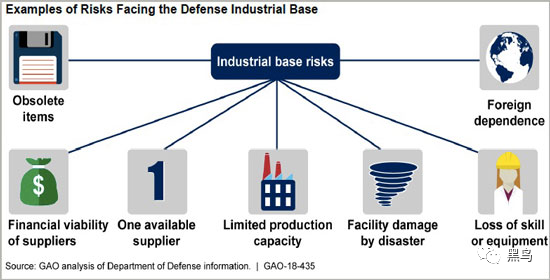 Examples of Risks Facing the Defense Industrial Base
Industrial base risks
Obsolete
items
Foreign
dependence
$
1
Financial viability
of suppliers
One available
supplier
Limited production
capacity
Facility damage
by disaster
Loss of skill
or equipment
Source: GAO analysis of Department of Defense information. | GAO-18-435
黑鸟